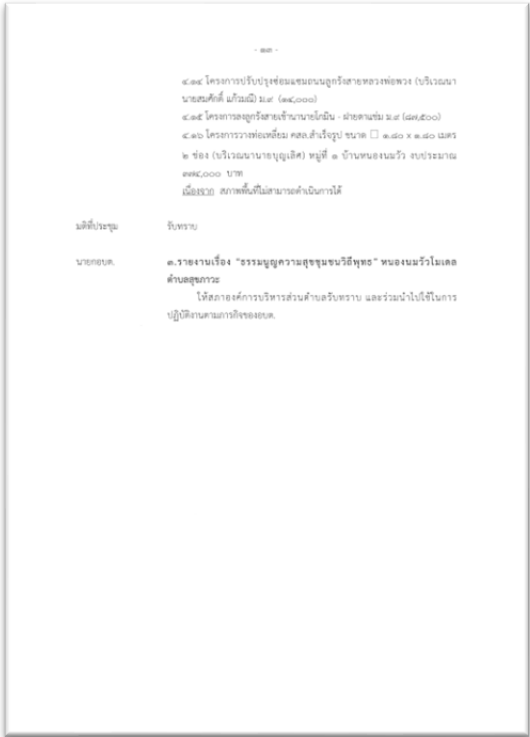 - ๑๓ -
๔.๑๔ โครงการปรับปรุงซ่อมแซมถนนลูกรังสายหลวงพ่อพวง (บริเวณนา
นายสมศักดิ์ แก้วมณี) ม.๙ (๑๔,๐๐๐)
๔.๑๕ โครงการลงลูกรังสายเข้านานายโกมิน - ฝายตาแช่ม ม.๙ (๘๗,๕๐๐)
๔.๑๖ โครงการวางท่อเหลี่ยม คสล.สำเร็จรูป ขนาด □ ๑.๘๐ x ๑.๘๐ เมตร
๒ ช่อง (บริเวณนานายบุญเลิศ) หมู่ที่ ๑ บ้านหนองนมวัว งบประมาณ
๓๗๔,๐๐๐ บาท
เนื่องจาก สภาพพื้นที่ไม่สามารถดำเนินการได้
มติที่ประชุม รับทราบ
นายกอบต. ๓.รายงานเรื่อง "ธรรมนูญความสุขชุมชนวิถีพุทธ" หนองนมวัวโมเดล
ตำบลสุขภาวะ
ให้สภาองค์การบริหารส่วนตำบลรับทราบ และร่วมนำไปใช้ในการ
ปฏิบัติงานตามภารกิจของอบต.